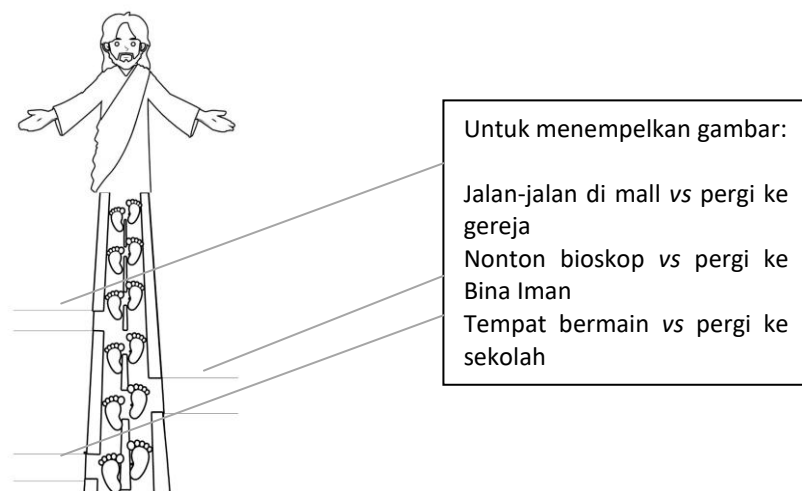 Untuk menempelkan gambar:
Jalan-jalan di mall vs pergi ke
gereja
Nonton bioskop vs pergi ke
Bina Iman
Tempat bermain vs pergi ke
sekolah